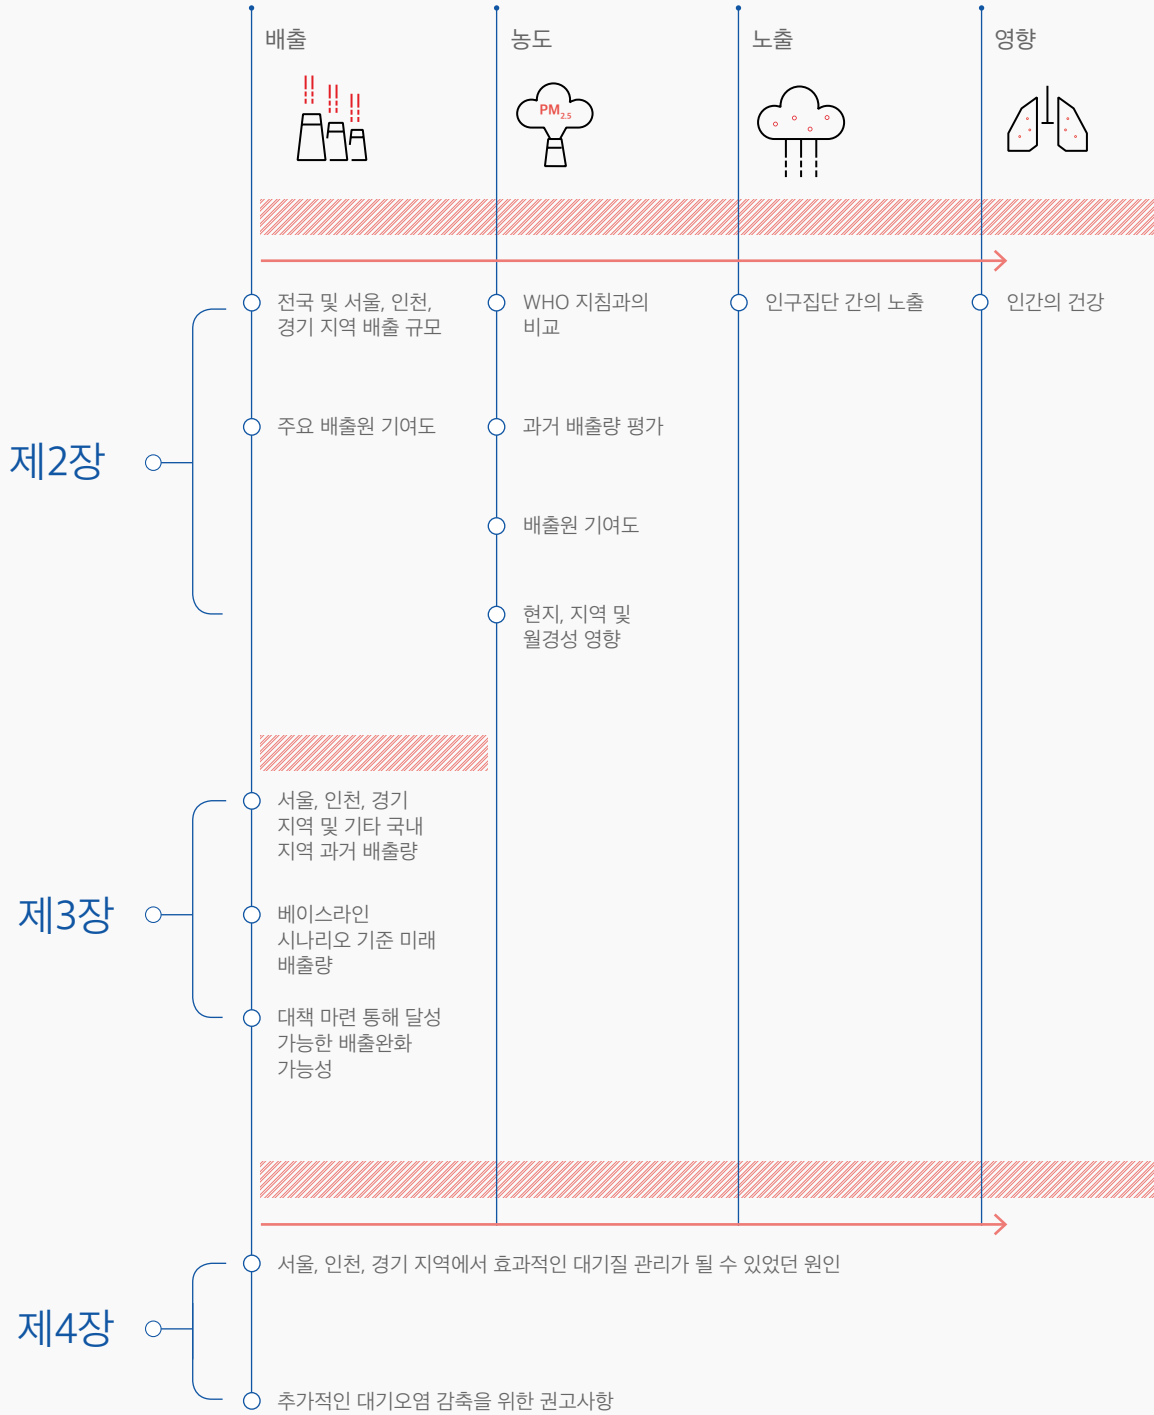 배출
농도
노출
영향
PM2.5
제2장
전국 및 서울, 인천,
경기 지역 배출 규모
주요 배출원 기여도
WHO 지침과의
비교
과거 배출량 평가
배출원 기여도
현지, 지역 및
월경성 영향
인구집단 간의 노출
인간의 건강
제3장
서울, 인천, 경기
지역 및 기타 국내
지역 과거 배출량
베이스라인
시나리오 기준 미래
배출량
대책 마련 통해 달성
가능한 배출완화
가능성
제4장
서울, 인천, 경기 지역에서 효과적인 대기질 관리가 될 수 있었던 원인
추가적인 대기오염 감축을 위한 권고사항